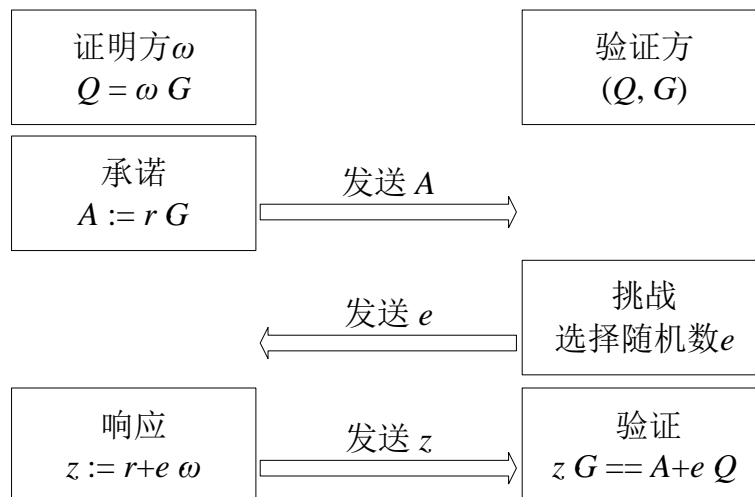 证明方ω
Q = ω G
验证方
(Q, G)
承诺
A := r G
发送 A
发送 e
挑战
选择随机数e
响应
z := r+e ω
发送 z
验证
z G == A+e Q